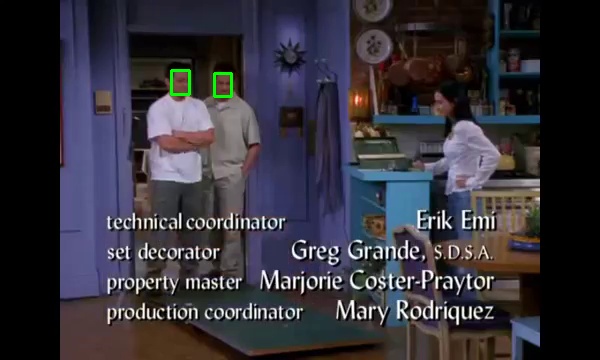 technical coordinator Erik Emi
set decorator Greg Grande, S.D.S.A.
property master Marjorie Coster-Praytor
production coordinator Mary Rodriquez